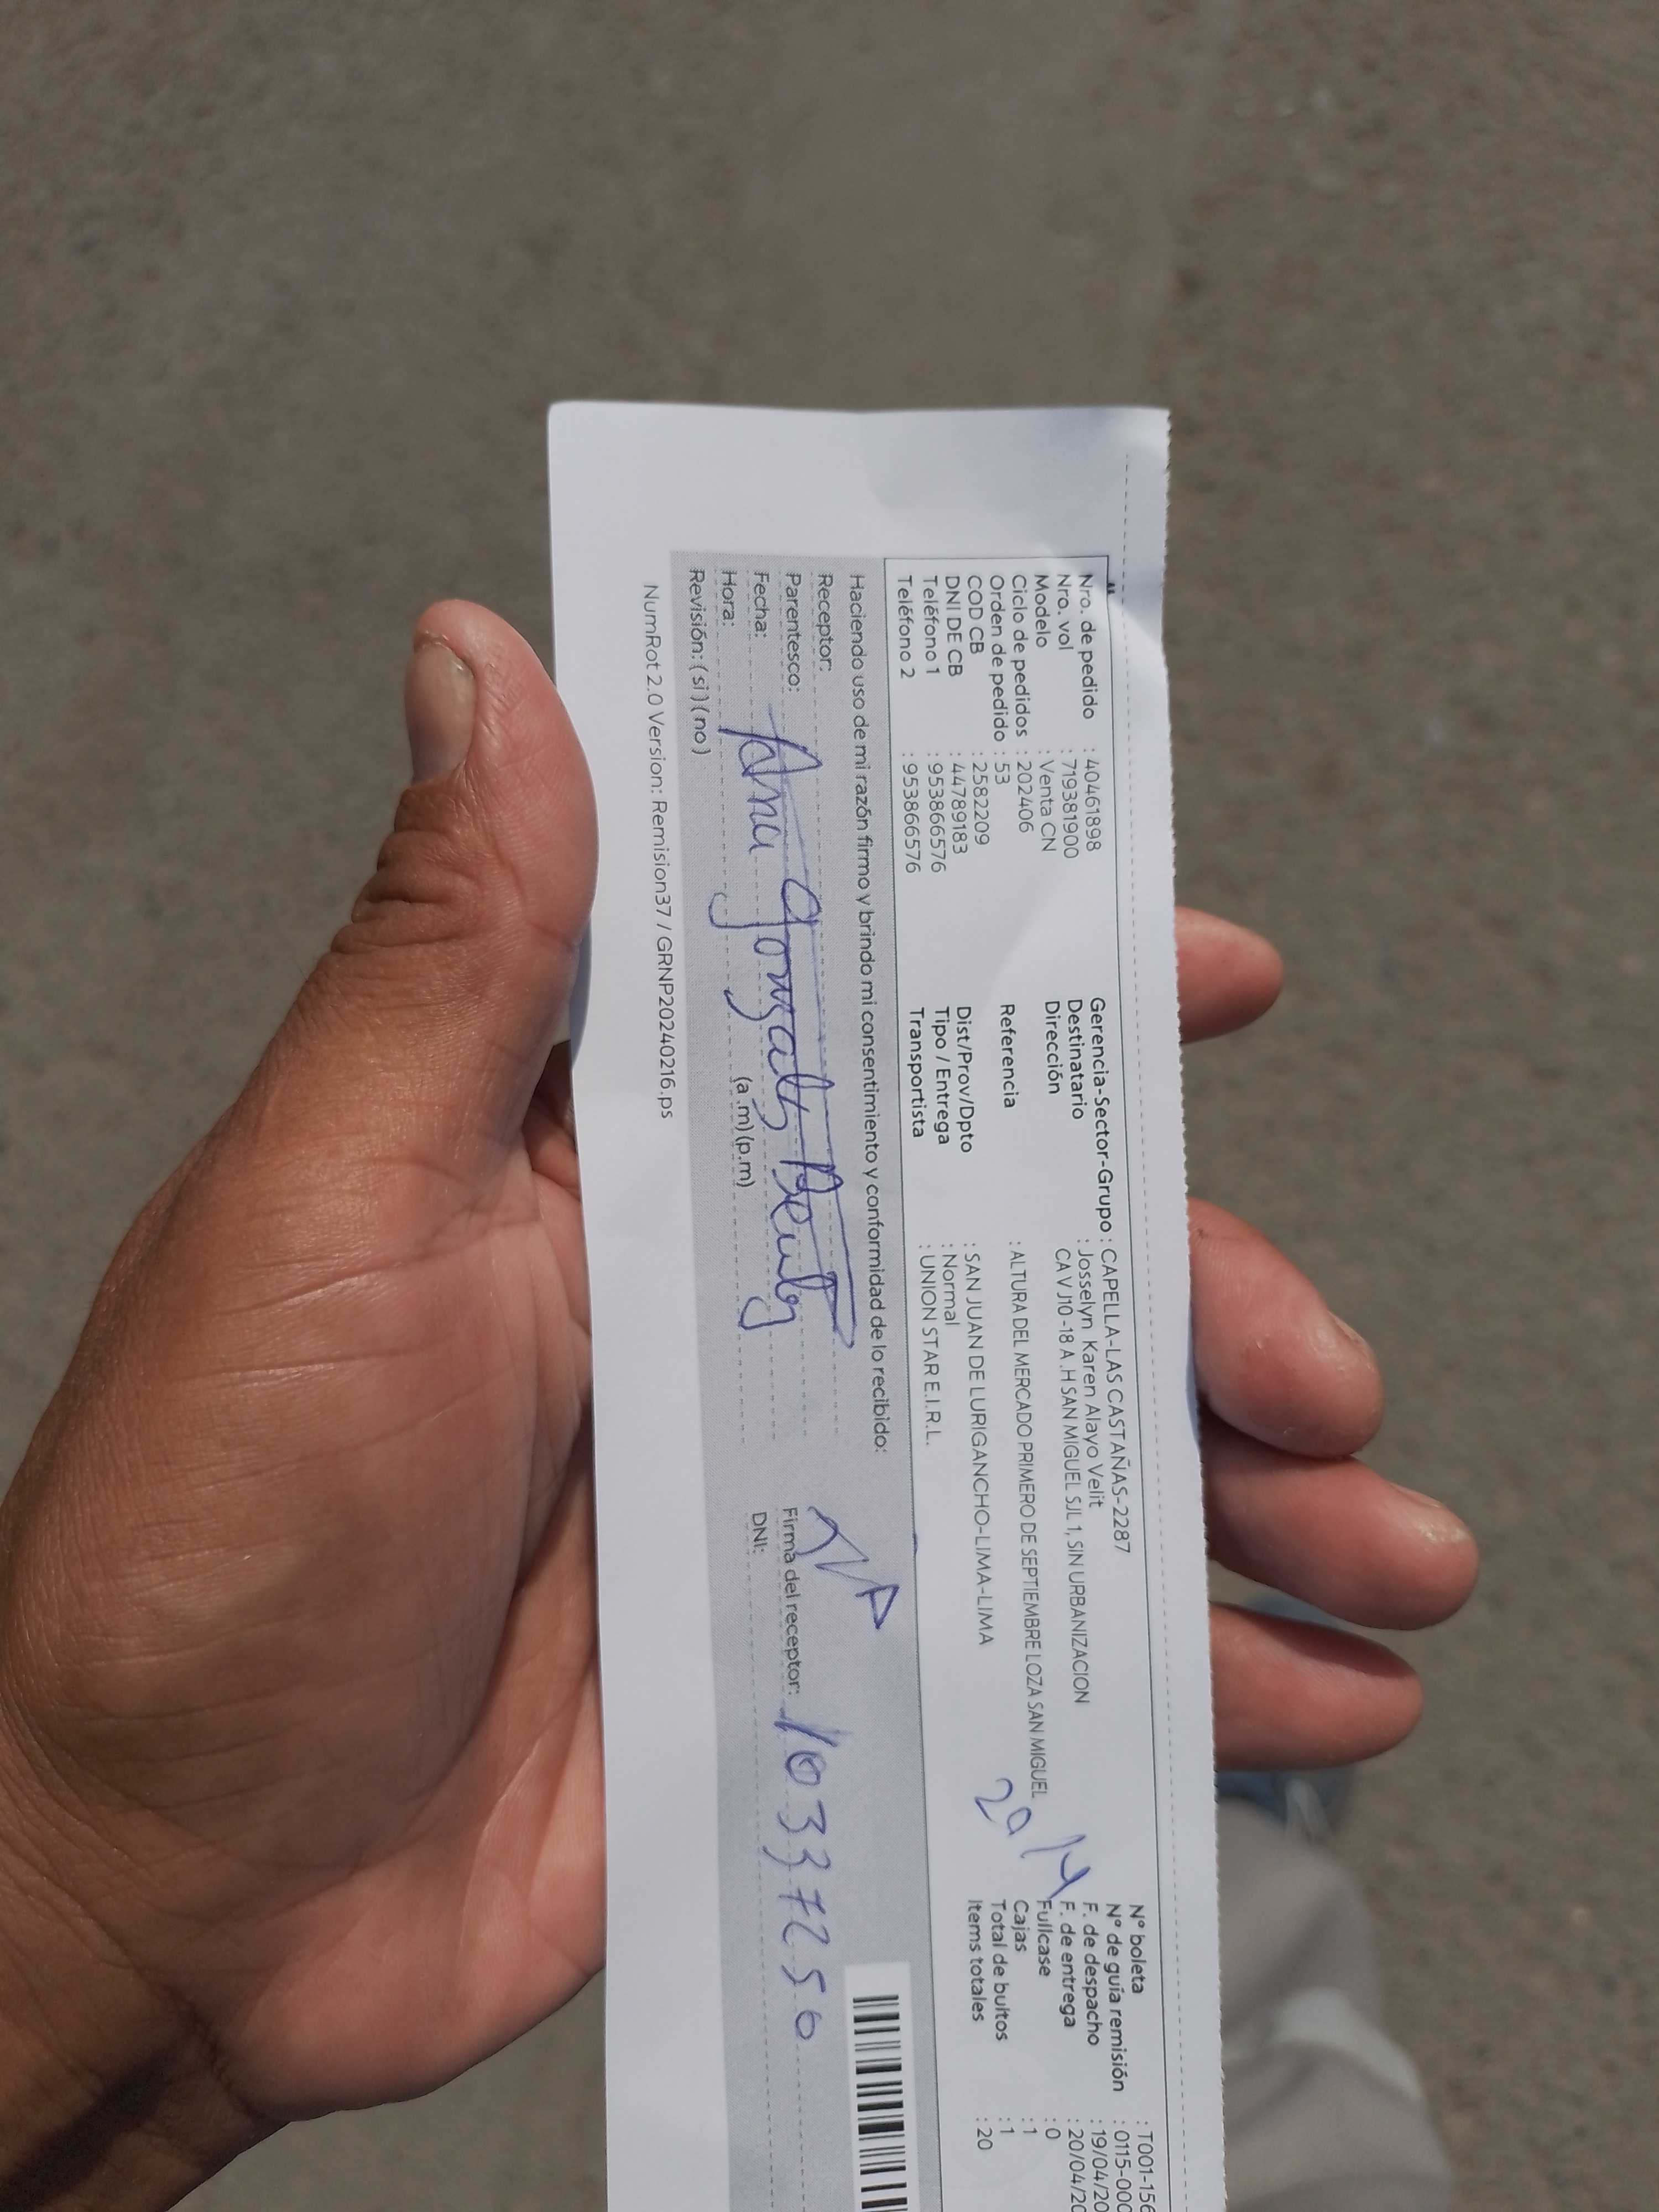 Nro. de pedido : 40461898
Nro. vol : 719381900
Modelo : Venta CN
Ciclo de pedidos : 202406
Orden de pedido : 53
COD CB : 2582209
DNI DE CB : 44789183
Teléfono 1 : 953866576
Teléfono 2 : 953866576
Gerencia-Sector-Grupo : CAPELLA-LAS CASTAÑAS-2287
Destinatario : Josselyn Karen Alayo Velit
Dirección CA V J10 -18 A .H SAN MIGUEL SJL 1, SIN URBANIZACION
Referencia : ALTURA DEL MERCADO PRIMERO DE SEPTIEMBRE LOZA SAN MIGUEL
Dist/Prov/Dpto : SAN JUAN DE LURIGANCHO-LIMA-LIMA
Tipo / Entrega : Normal
Transportista : UNION STAR E.I.R.L.
N° boleta : T001-156
N° de guía remisión : 0115-000
F. de despacho : 19/04/20
F. de entrega : 20/04/20
Fullcase : 0
Cajas : 1
Total de bultos : 1
Items totales : 20
Haciendo uso de mi razón firmo y brindo mi consentimiento y conformidad de lo recibido:
Receptor:
Parentesco:
Fecha:
Hora: (a .m) (p.m)
Revisión: ( si ) ( no )
Ana
Firma del receptor: 10337250
DNI:
NumRot 2.0 Version: Remision37 / GRNP20240216.ps